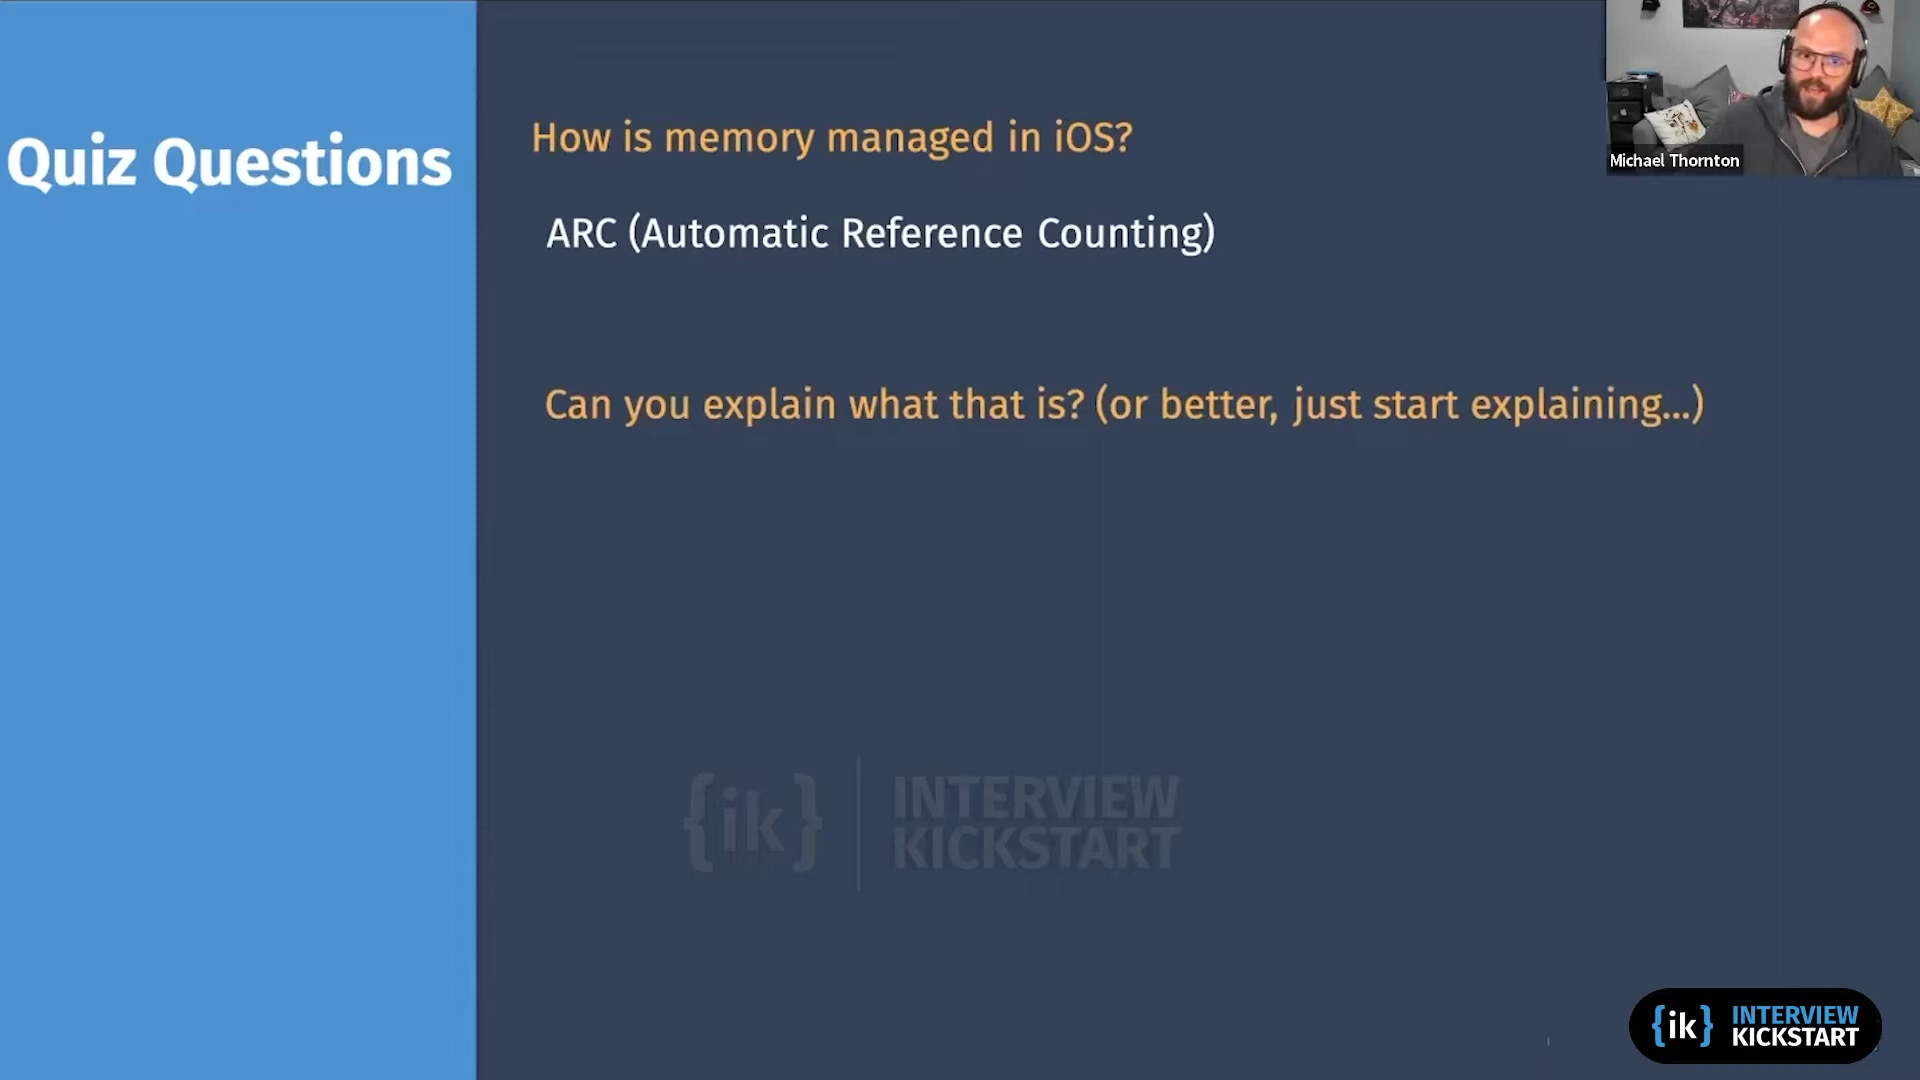 Quiz Questions
How is memory managed in iOS?
ARC (Automatic Reference Counting)
Can you explain what that is? (or better, just start explaining...)
Michael Thornton
{ik} INTERVIEW
KICKSTART
{ik} INTERVIEW
KICKSTART